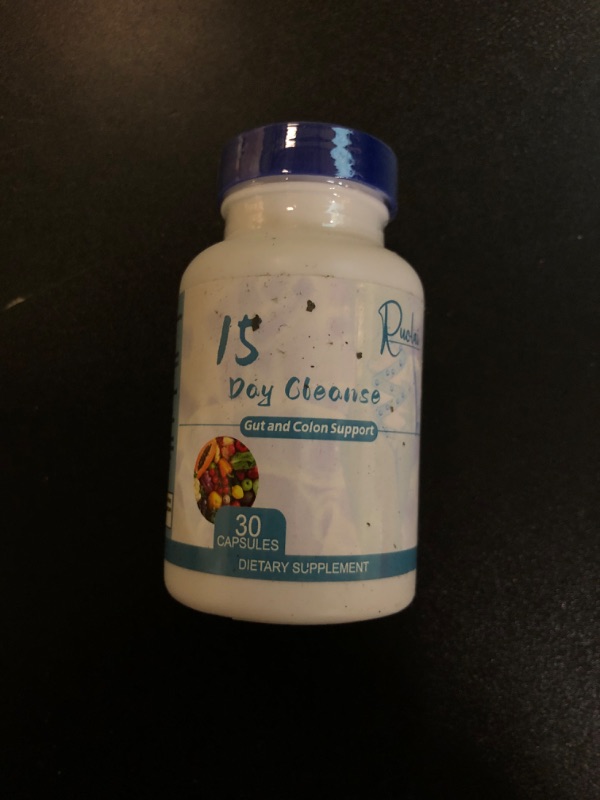 15
Day Cleanse
Gut and Colon Support
30
CAPSULES
DIETARY SUPPLEMENT